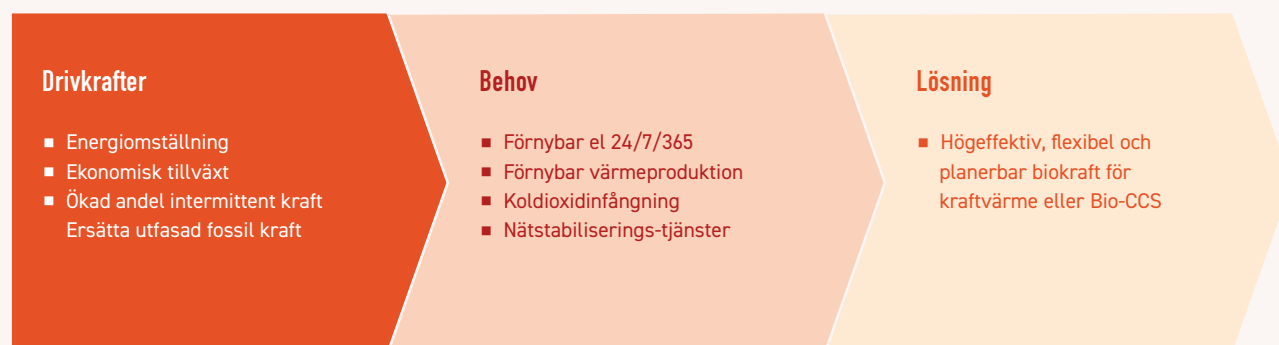 Drivkrafter
■ Energiomställning
■ Ekonomisk tillväxt
■ Ökad andel intermittent kraft
Ersätta utfasad fossil kraft
Behov
■ Förnybar el 24/7/365
■ Förnybar värmeproduktion
■ Koldioxidinfångning
■ Nätstabiliserings-tjänster
Lösning
■ Högeffektiv, flexibel och
planerbar biokraft för
kraftvärme eller Bio-CCS